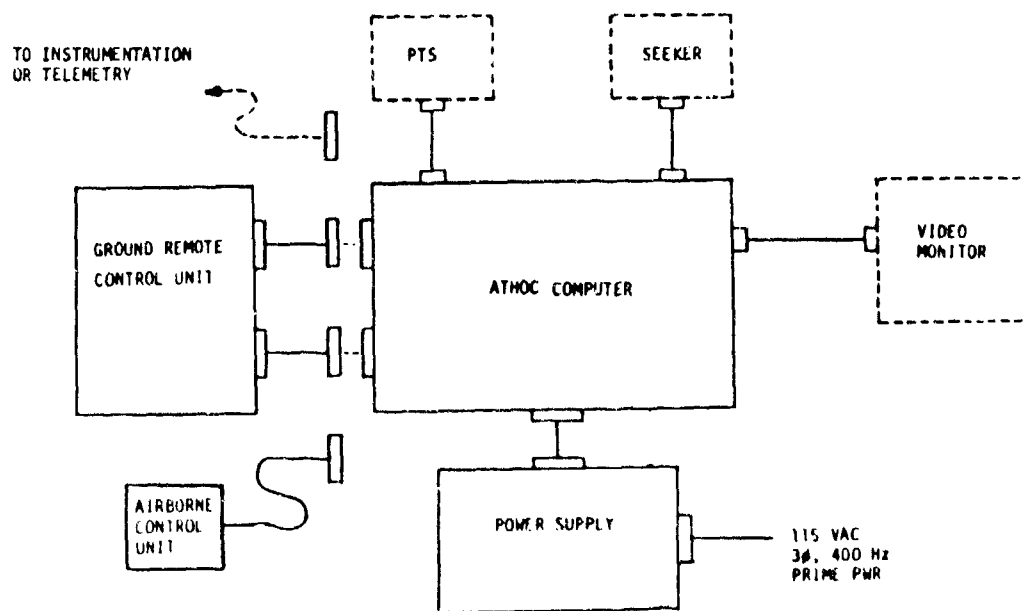 TO INSTRUMENTATION
OR TELEMETRY
PTS
SEEKER
GROUND REMOTE
CONTROL UNIT
ATHOC COMPUTER
VIDEO
MONITOR
AIRBORNE
CONTROL
UNIT
POWER SUPPLY
115 VAC
3ø, 400 Hz
PRIME PWR